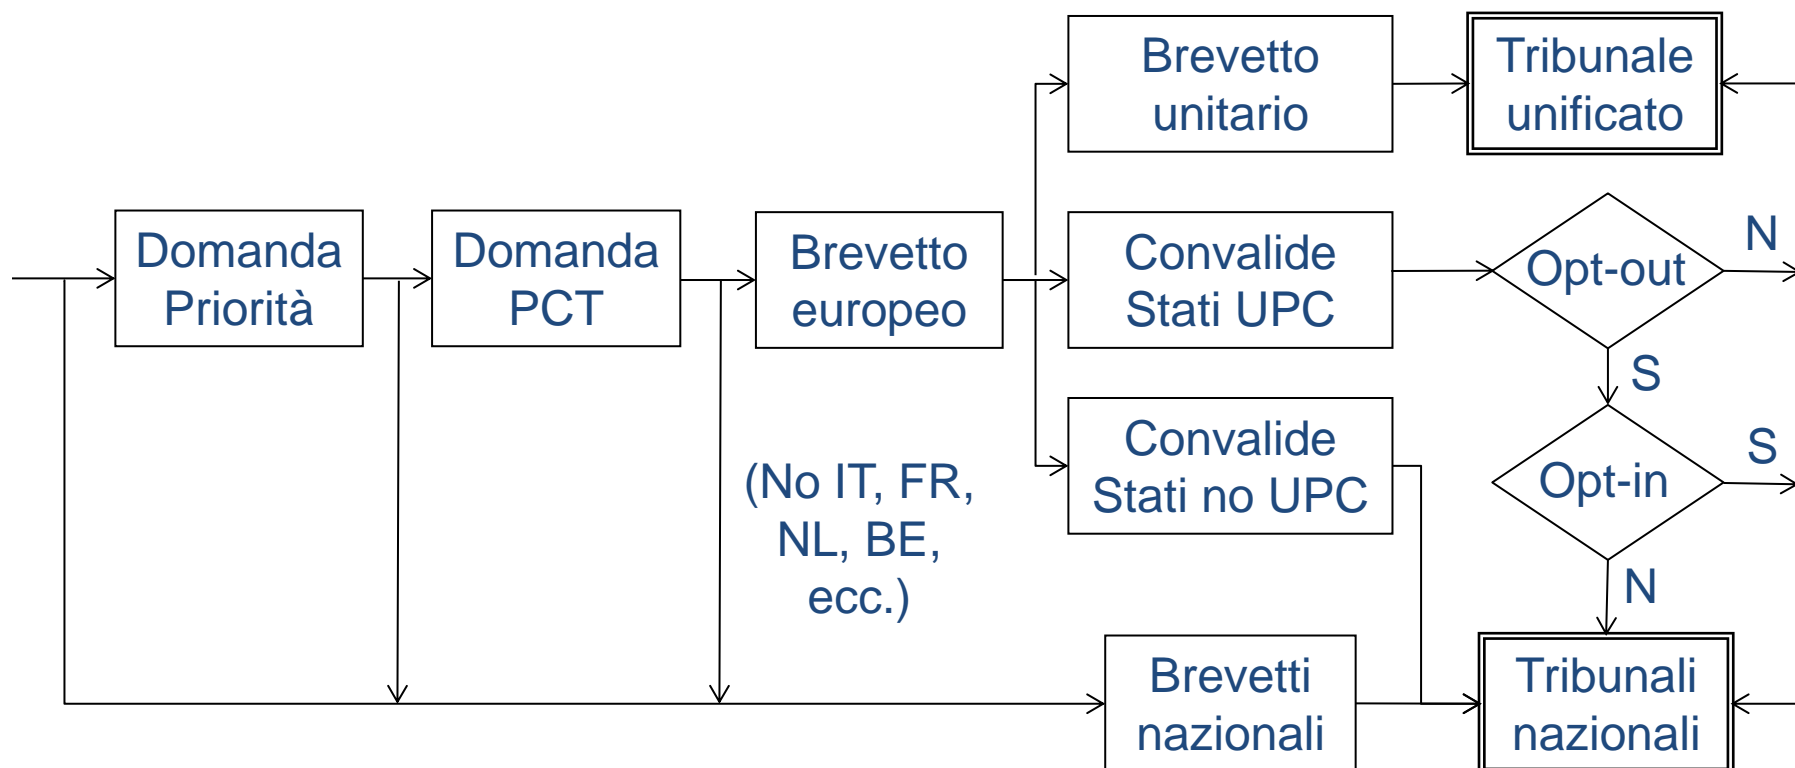 Brevetto
unitario
Tribunale
unificato
Domanda
Priorità
Domanda
PCT
Brevetto
europeo
Convalide
Stati UPC
Opt-out
N
S
Convalide
Stati no UPC
Opt-in
S
(No IT, FR,
NL, BE,
ecc.)
N
Brevetti
nazionali
Tribunali
nazionali